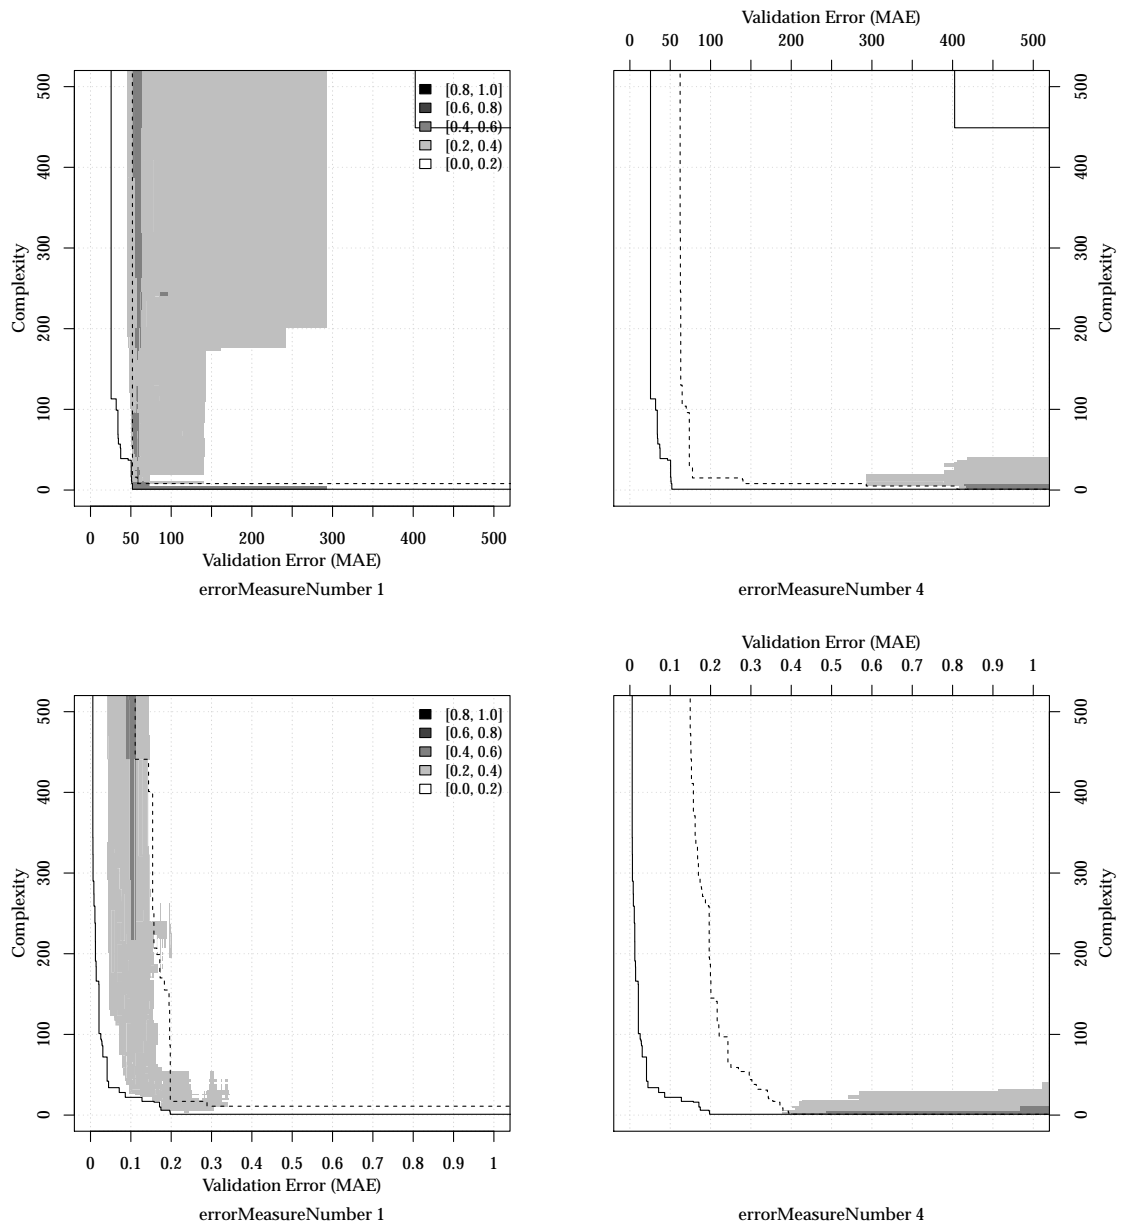 Validation Error (MAE)
0 50 100 200 300 400 500
[0.8, 1.0]
[0.6, 0.8)
[0.4, 0.6)
[0.2, 0.4)
[0.0, 0.2)
Complexity
0 100 200 300 400 500
0 50 100 200 300 400 500
Validation Error (MAE)
errorMeasureNumber 1
0 100 200 300 400 500
Complexity
errorMeasureNumber 4
Validation Error (MAE)
0 0.1 0.2 0.3 0.4 0.5 0.6 0.7 0.8 0.9 1
[0.8, 1.0]
[0.6, 0.8)
[0.4, 0.6)
[0.2, 0.4)
[0.0, 0.2)
Complexity
0 100 200 300 400 500
0 0.1 0.2 0.3 0.4 0.5 0.6 0.7 0.8 0.9 1
Validation Error (MAE)
errorMeasureNumber 1
0 100 200 300 400 500
Complexity
errorMeasureNumber 4